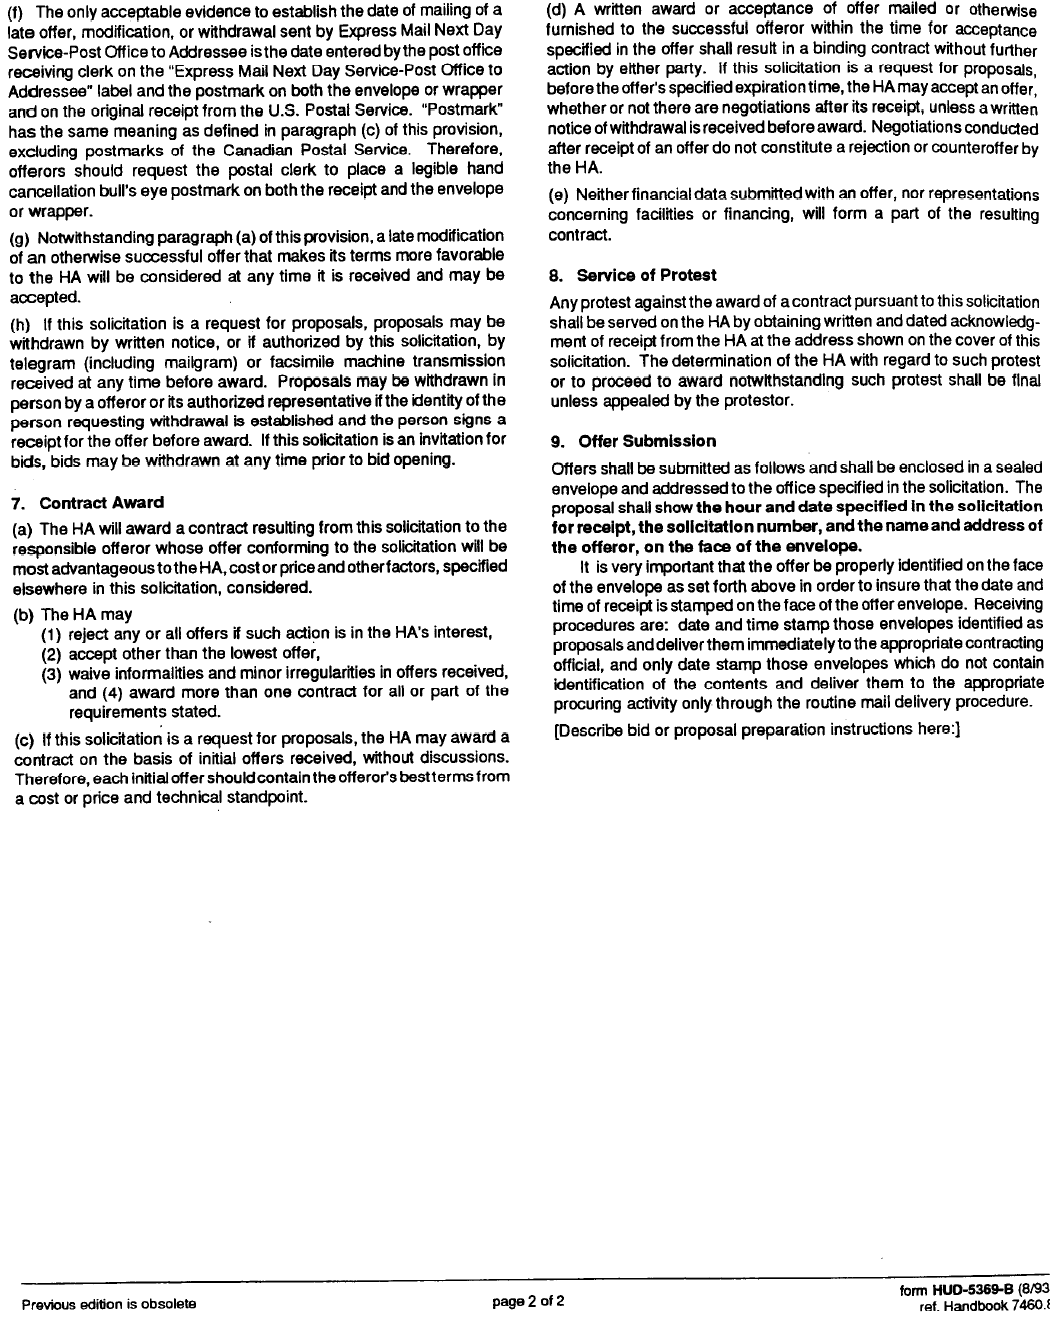 (f) The only acceptable evidence to establish the date of mailing of a
late offer, modification, or withdrawal sent by Express Mail Next Day
Service-Post Office to Addressee is the date entered by the post office
receiving clerk on the "Express Mail Next Day Service-Post Office to
Addressee" label and the postmark on both the envelope or wrapper
and on the original receipt from the U.S. Postal Service. "Postmark"
has the same meaning as defined in paragraph (c) of this provision,
excluding postmarks of the Canadian Postal Service. Therefore,
offerors should request the postal clerk to place a legible hand
cancellation bull's eye postmark on both the receipt and the envelope
or wrapper.
(g) Notwithstanding paragraph (a) of this provision, a late modification
of an otherwise successful offer that makes its terms more favorable
to the HA will be considered at any time it is received and may be
accepted.
(h) If this solicitation is a request for proposals, proposals may be
withdrawn by written notice, or if authorized by this solicitation, by
telegram (including mailgram) or facsimile machine transmission
received at any time before award. Proposals may be withdrawn in
person by a offeror or its authorized representative if the identity of the
person requesting withdrawal is established and the person signs a
receipt for the offer before award. If this solicitation is an invitation for
bids, bids may be withdrawn at any time prior to bid opening.
7. Contract Award
(a) The HA will award a contract resulting from this solicitation to the
responsible offeror whose offer conforming to the solicitation will be
most advantageous to the HA, cost or price and other factors, specified
elsewhere in this solicitation, considered.
(b) The HA may
(1) reject any or all offers if such action is in the HA's interest,
(2) accept other than the lowest offer,
(3) waive informalities and minor irregularities in offers received,
and (4) award more than one contract for all or part of the
requirements stated.
(c) If this solicitation is a request for proposals, the HA may award a
contract on the basis of initial offers received, without discussions.
Therefore, each initial offer should contain the offeror's best terms from
a cost or price and technical standpoint.
(d) A written award or acceptance of offer mailed or otherwise
furnished to the successful offeror within the time for acceptance
specified in the offer shall result in a binding contract without further
action by either party. If this solicitation is a request for proposals,
before the offer's specified expiration time, the HA may accept an offer,
whether or not there are negotiations after its receipt, unless a written
notice of withdrawal is received before award. Negotiations conducted
after receipt of an offer do not constitute a rejection or counteroffer by
the HA.
(e) Neither financial data submitted with an offer, nor representations
concerning facilities or financing, will form a part of the resulting
contract.
8. Service of Protest
Any protest against the award of a contract pursuant to this solicitation
shall be served on the HA by obtaining written and dated acknowledg-
ment of receipt from the HA at the address shown on the cover of this
solicitation. The determination of the HA with regard to such protest
or to proceed to award notwithstanding such protest shall be final
unless appealed by the protestor.
9. Offer Submission
Offers shall be submitted as follows and shall be enclosed in a sealed
envelope and addressed to the office specified in the solicitation. The
proposal shall show the hour and date specified in the solicitation
for receipt, the solicitation number, and the name and address of
the offeror, on the face of the envelope.
It is very important that the offer be properly identified on the face
of the envelope as set forth above in order to insure that the date and
time of receipt is stamped on the face of the offer envelope. Receiving
procedures are: date and time stamp those envelopes identified as
proposals and deliver them immediately to the appropriate contracting
official, and only date stamp those envelopes which do not contain
identification of the contents and deliver them to the appropriate
procuring activity only through the routine mail delivery procedure.
[Describe bid or proposal preparation instructions here:]
Previous edition is obsolete
page 2 of 2
form HUD-5369-B (8/93
ref. Handbook 7460.8